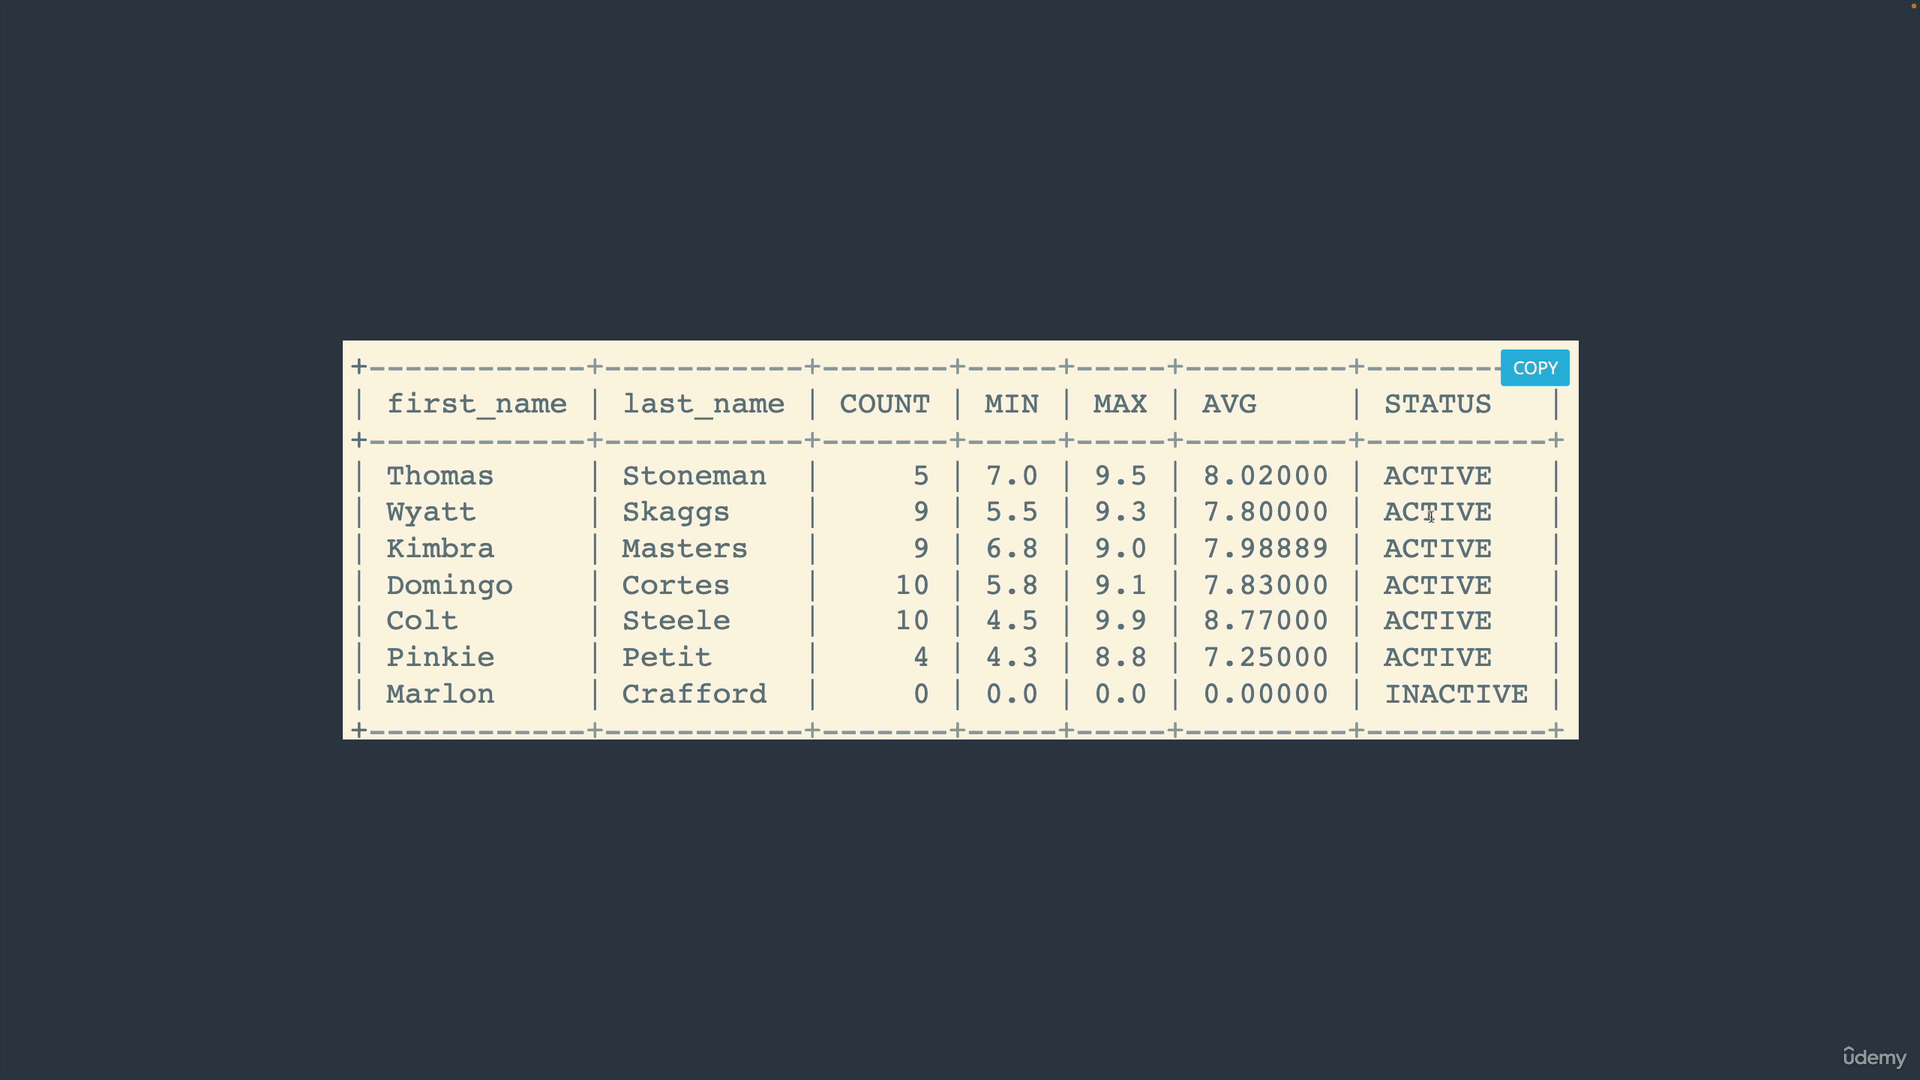 +------------+-----------+-------+-----+-----+---------+-------
COPY
| first_name | last_name | COUNT | MIN | MAX | AVG     | STATUS   |
+------------+-----------+-------+-----+-----+---------+----------+
| Thomas     | Stoneman  |     5 | 7.0 | 9.5 | 8.02000 | ACTIVE   |
| Wyatt      | Skaggs    |     9 | 5.5 | 9.3 | 7.80000 | ACTIVE   |
| Kimbra     | Masters   |     9 | 6.8 | 9.0 | 7.98889 | ACTIVE   |
| Domingo    | Cortes    |    10 | 5.8 | 9.1 | 7.83000 | ACTIVE   |
| Colt       | Steele    |    10 | 4.5 | 9.9 | 8.77000 | ACTIVE   |
| Pinkie     | Petit     |     4 | 4.3 | 8.8 | 7.25000 | ACTIVE   |
| Marlon     | Crafford  |     0 | 0.0 | 0.0 | 0.00000 | INACTIVE |
+------------+-----------+-------+-----+-----+---------+----------+
ûdemy